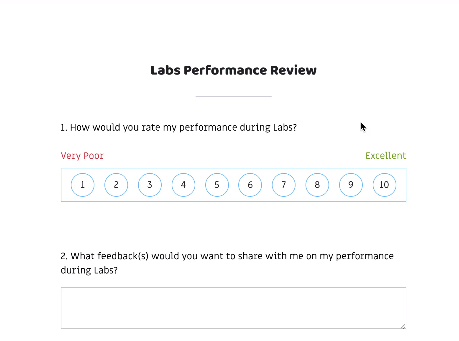 Labs Performance Review
1. How would you rate my performance during Labs?
Very Poor Excellent
1 2 3 4 5 6 7 8 9 10
2. What feedback(s) would you want to share with me on my performance
during Labs?